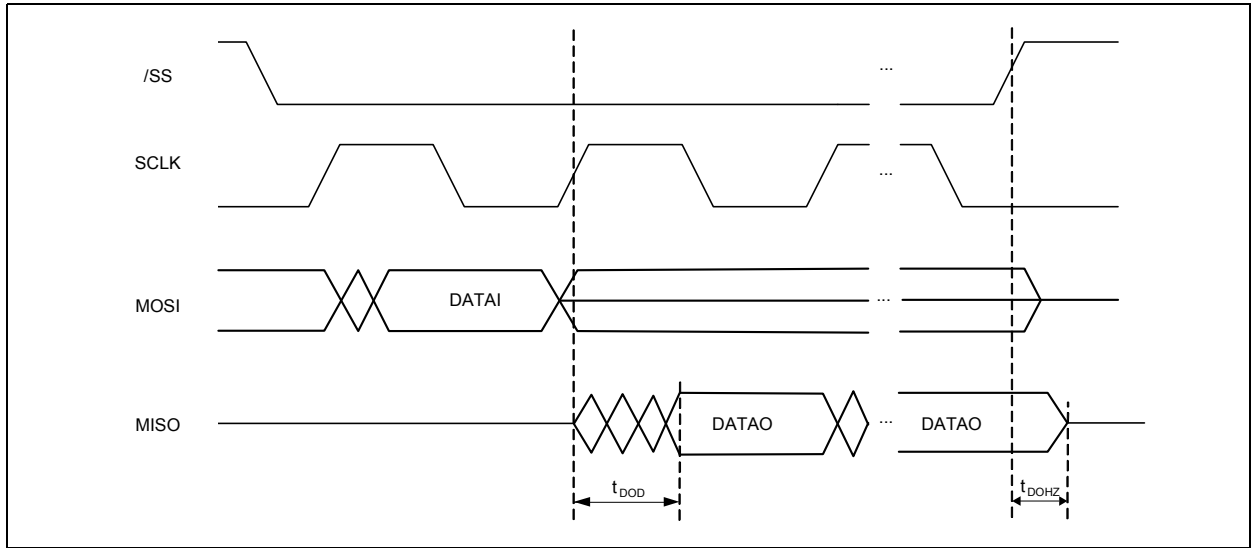 /SS
...
SCLK
...
MOSI
DATAI
...
MISO
DATAO
...
DATAO
tDOD
tDOHZ